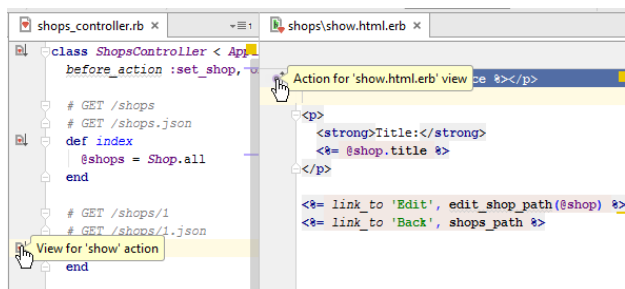 shops_controller.rb ×
class ShopsController <
before_action :set_shop,
# GET /shops
# GET /shops.json
def index
@shops = Shop.all
end
# GET /shops/1
# GET /shops/1.json
View for 'show' action
end
shops\show.html.erb ×
Action for 'show.html.erb' view
%></p>
<p>
<strong>Title:</strong>
<%= @shop.title %>
</p>
<%= link_to 'Edit', edit_shop_path(@shop) %>
<%= link_to 'Back', shops_path %>